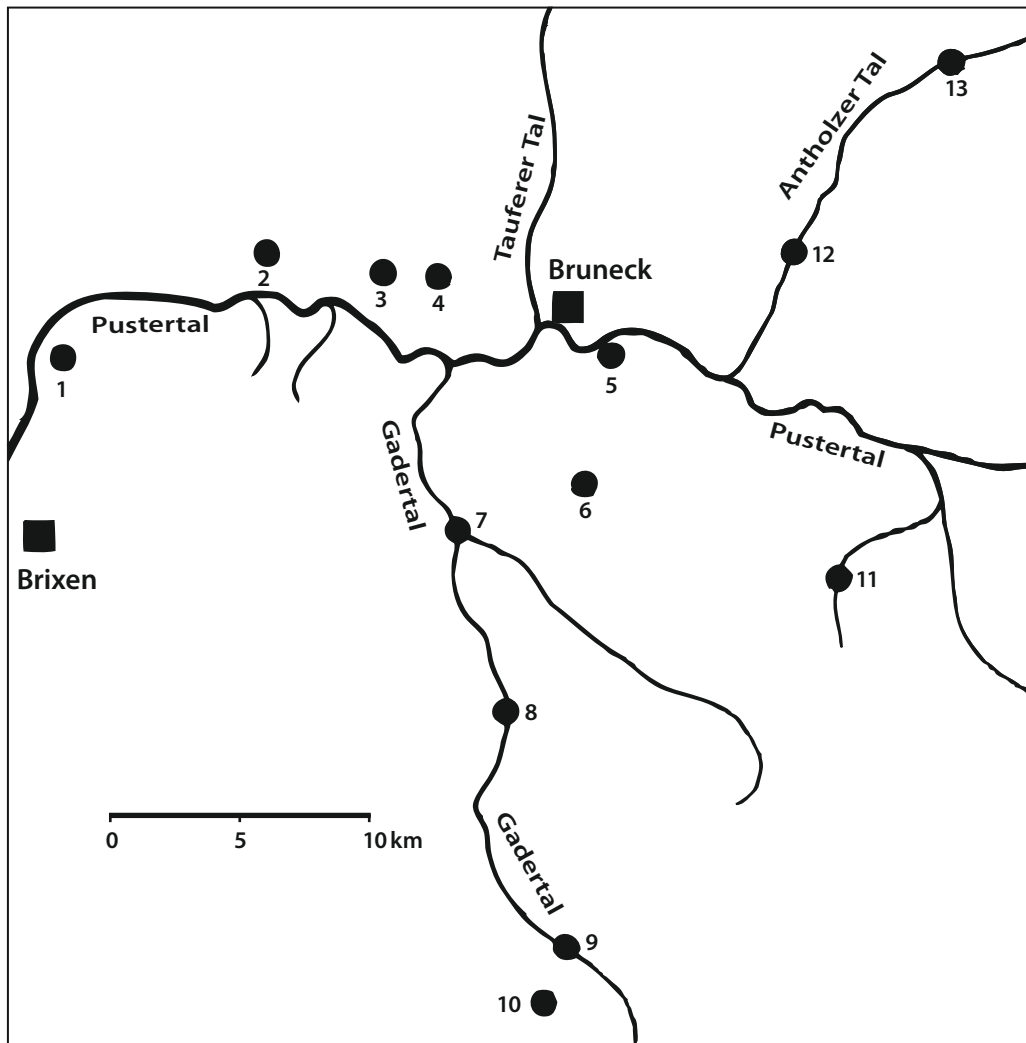 13
Antholzer Tal
Tauferer Tal
12
2
Bruneck
3
4
Pustertal
1
5
Pustertal
Gadertal
6
7
Brixen
11
8
0 5 10 km
Gadertal
9
10